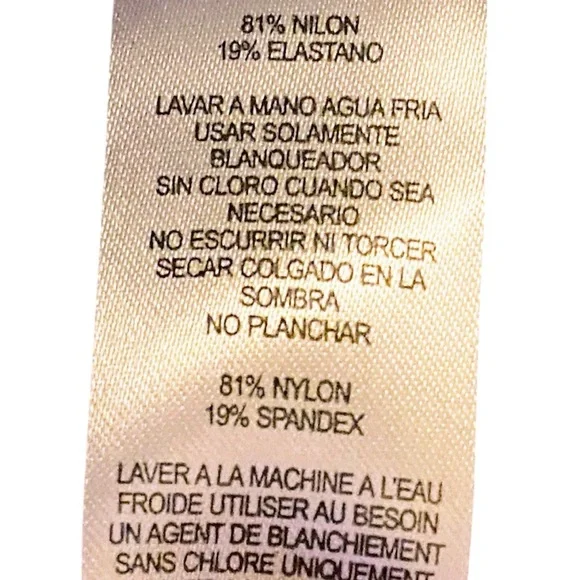 81% NILON
19% ELASTANO
LAVAR A MANO AGUA FRIA
USAR SOLAMENTE
BLANQUEADOR
SIN CLORO CUANDO SEA
NECESARIO
NO ESCURRIR NI TORCER
SECAR COLGADO EN LA
SOMBRA
NO PLANCHAR
81% NYLON
19% SPANDEX
LAVER A LA MACHINE A L'EAU
FROIDE UTILISER AU BESOIN
UN AGENT DE BLANCHIEMENT
SANS CHLORE UNIQUEMENT